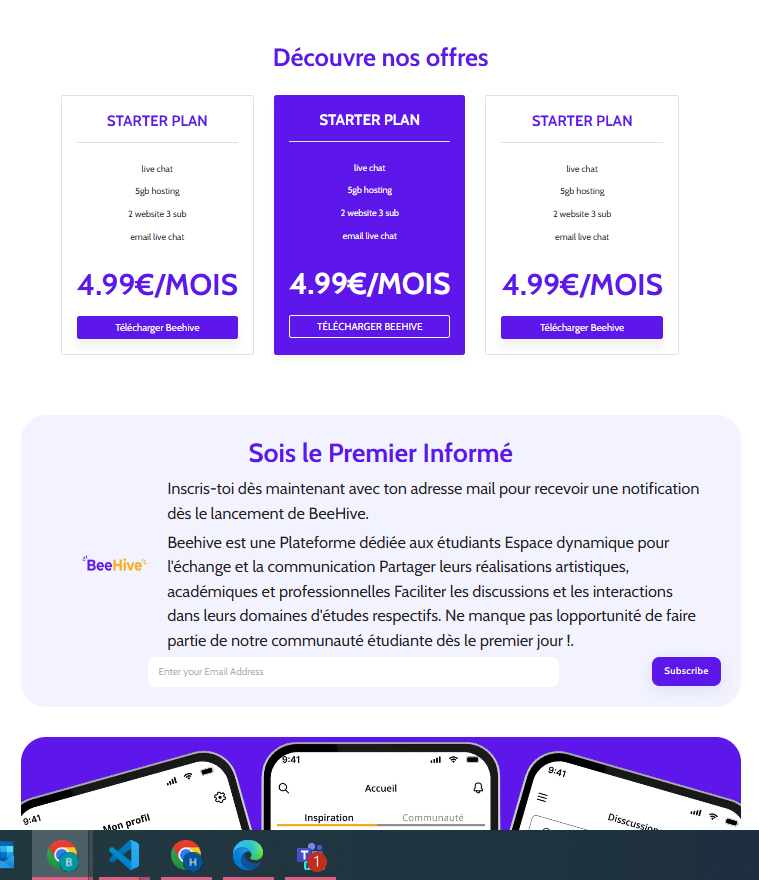 Découvre nos offres
STARTER PLAN
live chat
5gb hosting
2 website 3 sub
email live chat
4.99€/MOIS
Télécharger Beehive
STARTER PLAN
live chat
5gb hosting
2 website 3 sub
email live chat
4.99€/MOIS
TÉLÉCHARGER BEEHIVE
STARTER PLAN
live chat
5gb hosting
2 website 3 sub
email live chat
4.99€/MOIS
Télécharger Beehive
Sois le Premier Informé
Inscris-toi dès maintenant avec ton adresse mail pour recevoir une notification
dès le lancement de BeeHive.
BeeHive
Beehive est une Plateforme dédiée aux étudiants Espace dynamique pour
l'échange et la communication Partager leurs réalisations artistiques,
académiques et professionnelles Faciliter les discussions et les interactions
dans leurs domaines d'études respectifs. Ne manque pas lopportunité de faire
partie de notre communauté étudiante dès le premier jour !.
Enter your Email Address
Subscribe
9:41
Mon profil
9:41
Accueil
Inspiration
Communauté
9:41
B
H
T
1